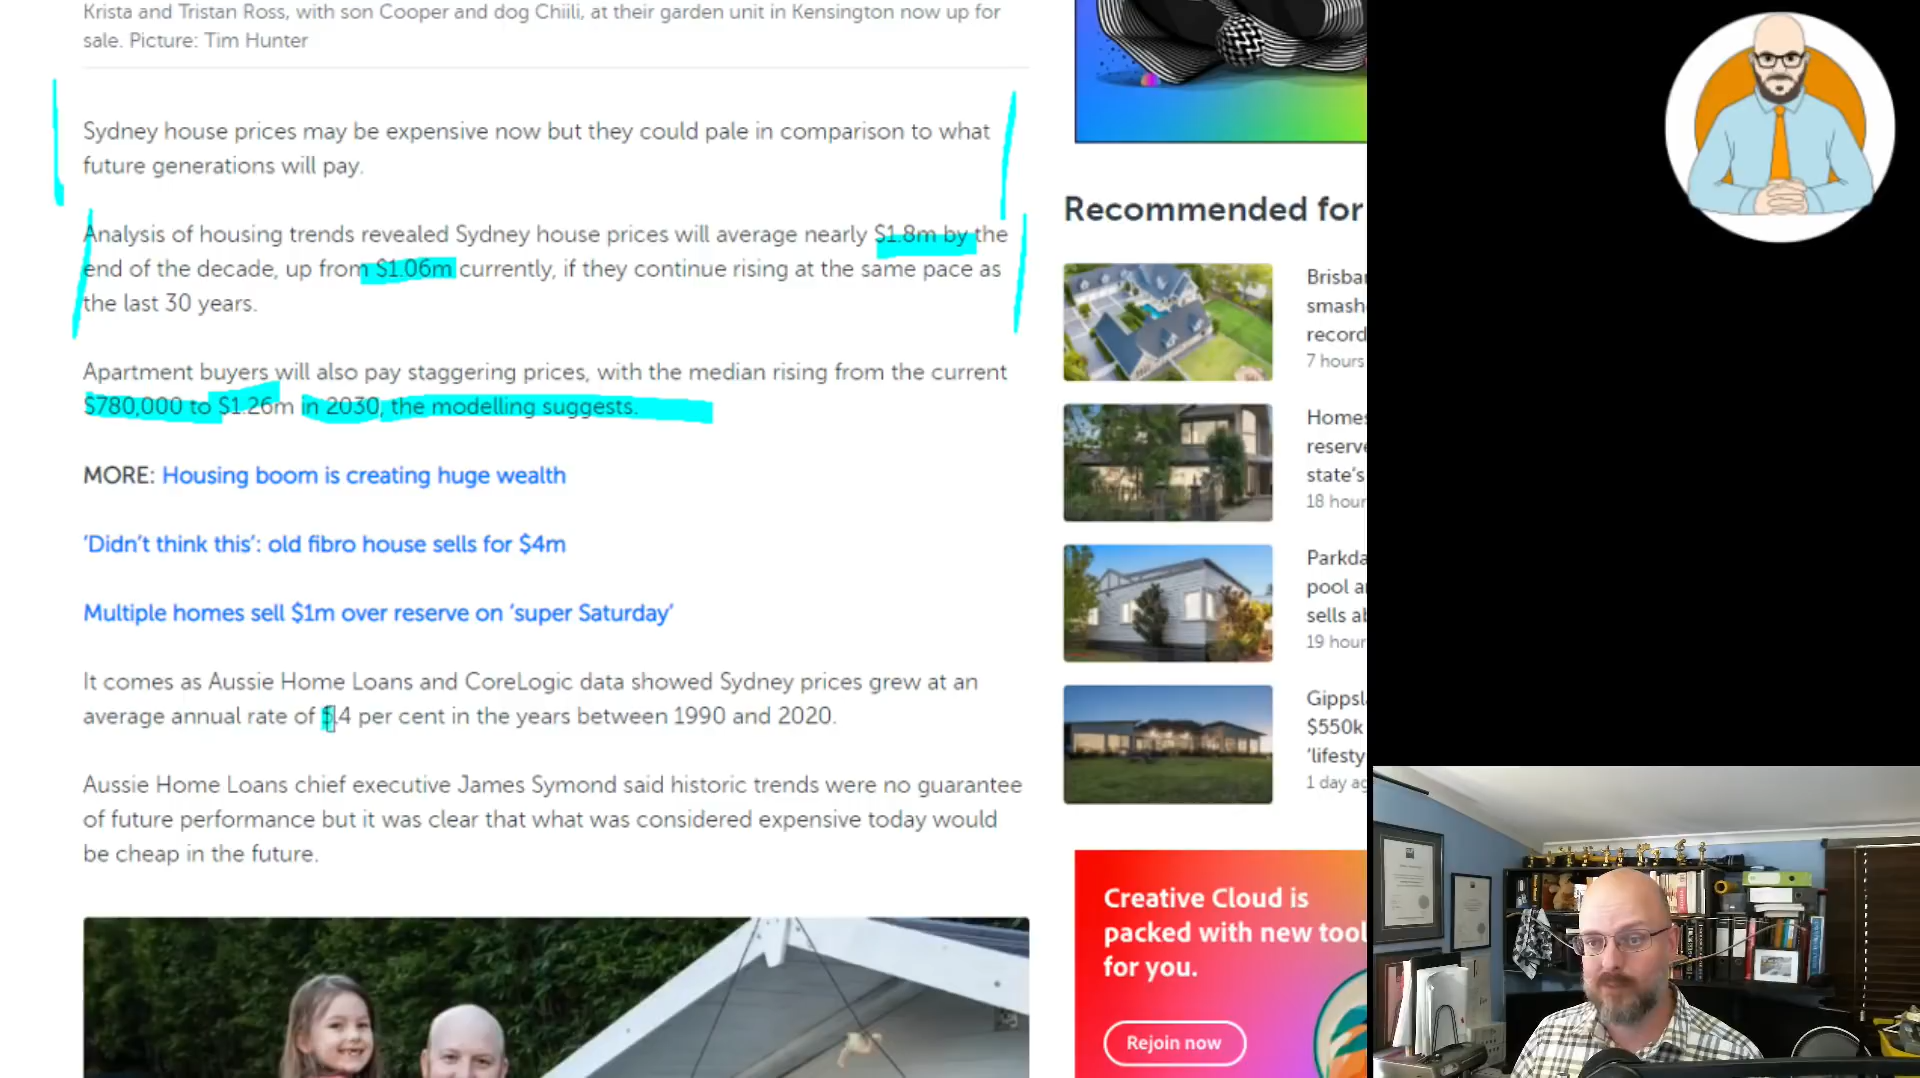 Krista and Tristan Ross, with son Cooper and dog Chiili, at their garden unit in Kensington now up for
sale. Picture: Tim Hunter
Sydney house prices may be expensive now but they could pale in comparison to what
future generations will pay.
Analysis of housing trends revealed Sydney house prices will average nearly $1.8m by the
end of the decade, up from $1.06m currently, if they continue rising at the same pace as
the last 30 years.
Apartment buyers will also pay staggering prices, with the median rising from the current
$780,000 to $1.26m in 2030, the modelling suggests.
MORE: Housing boom is creating huge wealth
‘Didn’t think this’: old fibro house sells for $4m
Multiple homes sell $1m over reserve on ‘super Saturday’
It comes as Aussie Home Loans and CoreLogic data showed Sydney prices grew at an
average annual rate of .4 per cent in the years between 1990 and 2020.
Aussie Home Loans chief executive James Symond said historic trends were no guarantee
of future performance but it was clear that what was considered expensive today would
be cheap in the future.
Recommended for
Brisba
smash
record
7 hours
Home
reserve
state’s
18 hour
Parkda
pool a
sells a
19 hour
Gippsl
$550k
‘lifesty
1 day ag
Creative Cloud is
packed with new tool
for you.
Rejoin now